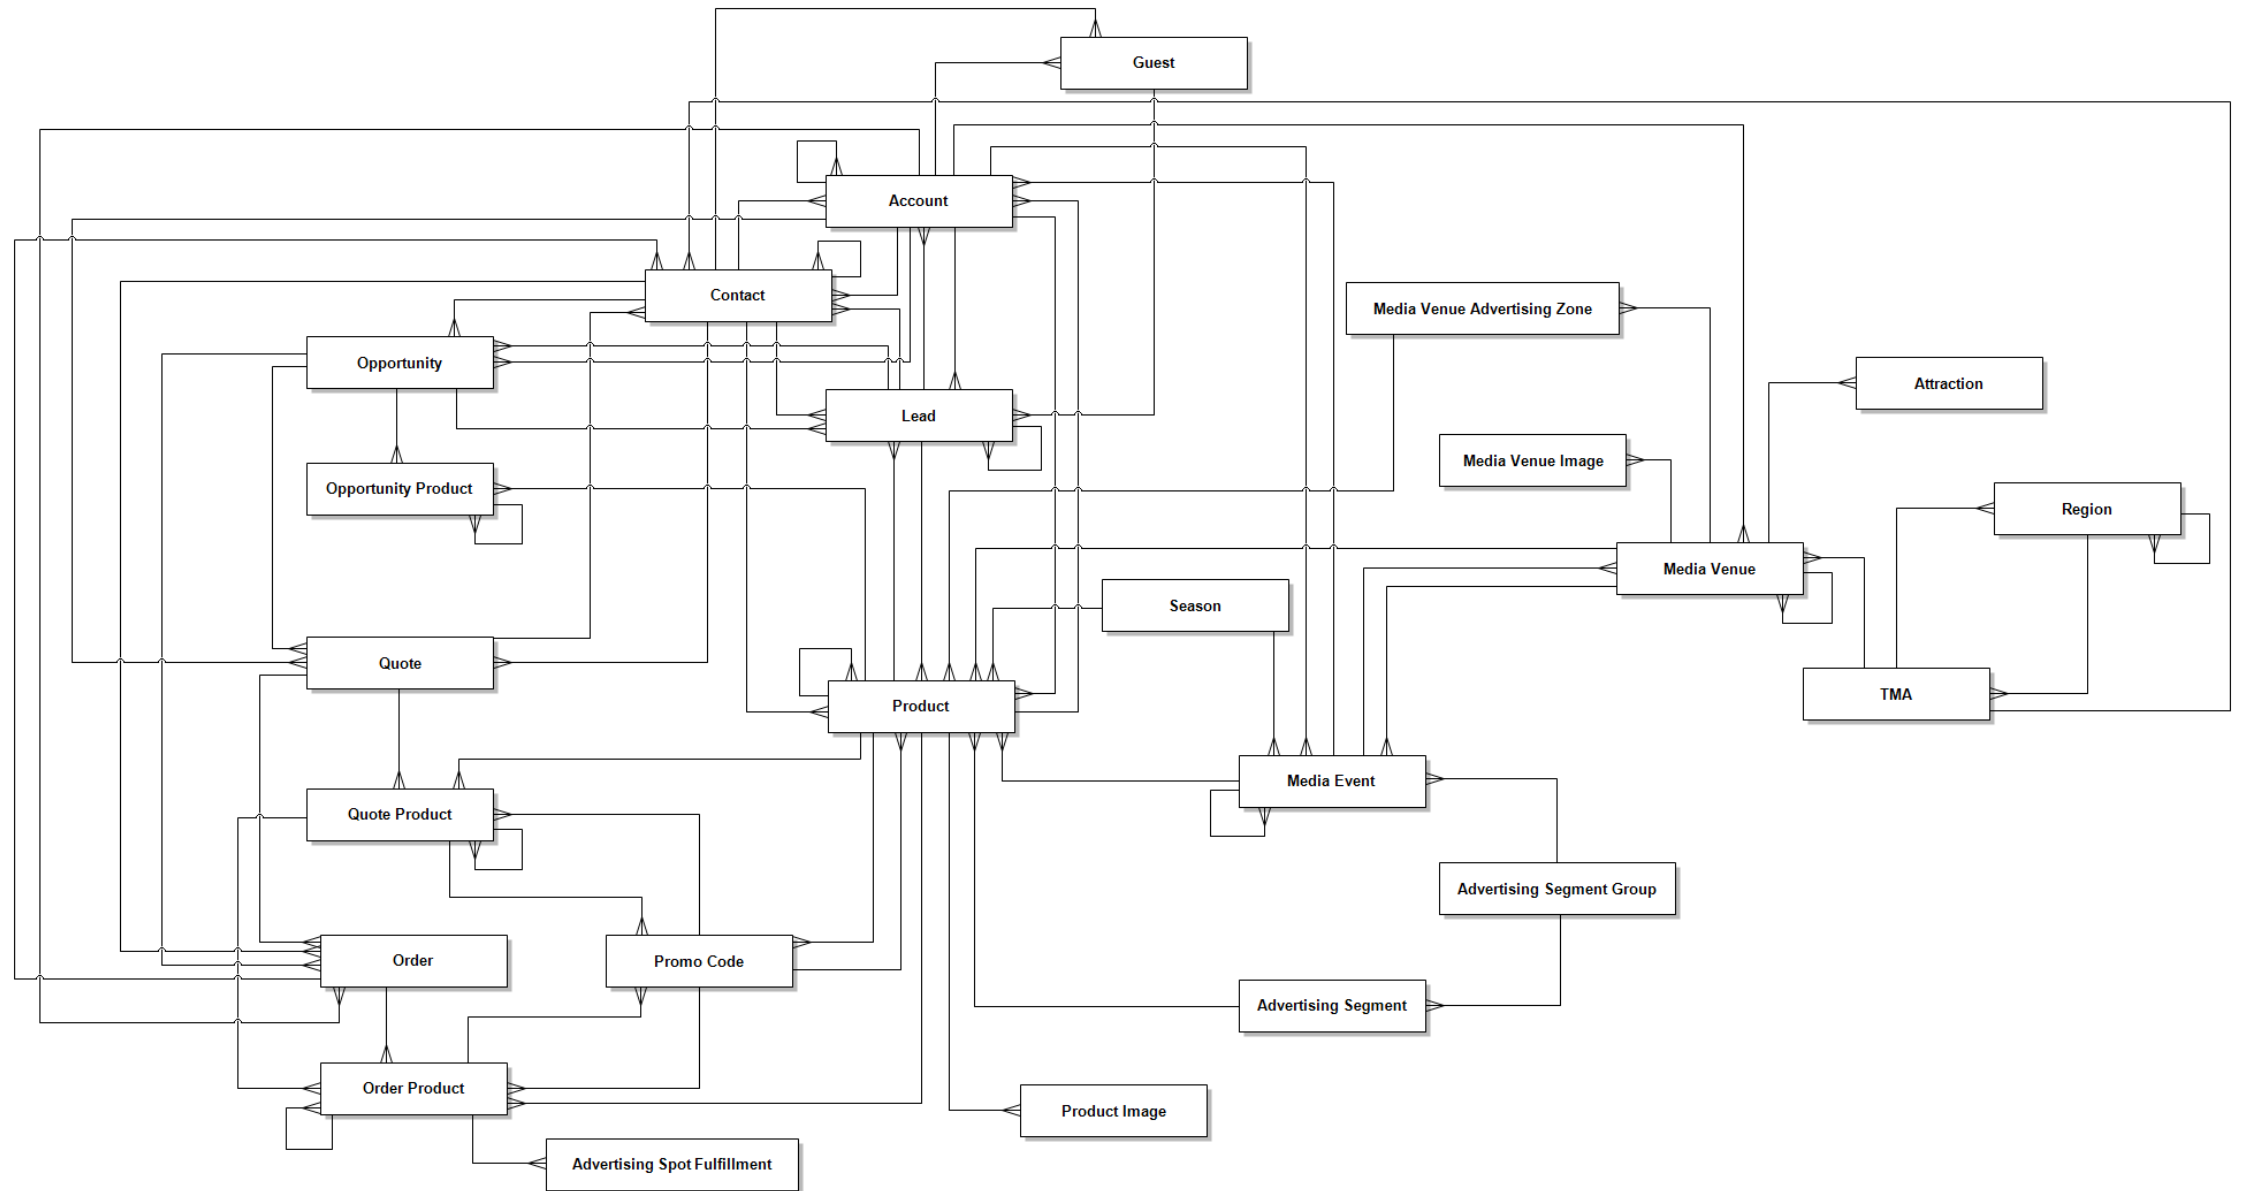 Guest
Account
Contact
Media Venue Advertising Zone
Opportunity
Attraction
Lead
Media Venue Image
Opportunity Product
Region
Media Venue
Season
Quote
TMA
Product
Media Event
Quote Product
Advertising Segment Group
Order
Promo Code
Advertising Segment
Order Product
Product Image
Advertising Spot Fulfillment